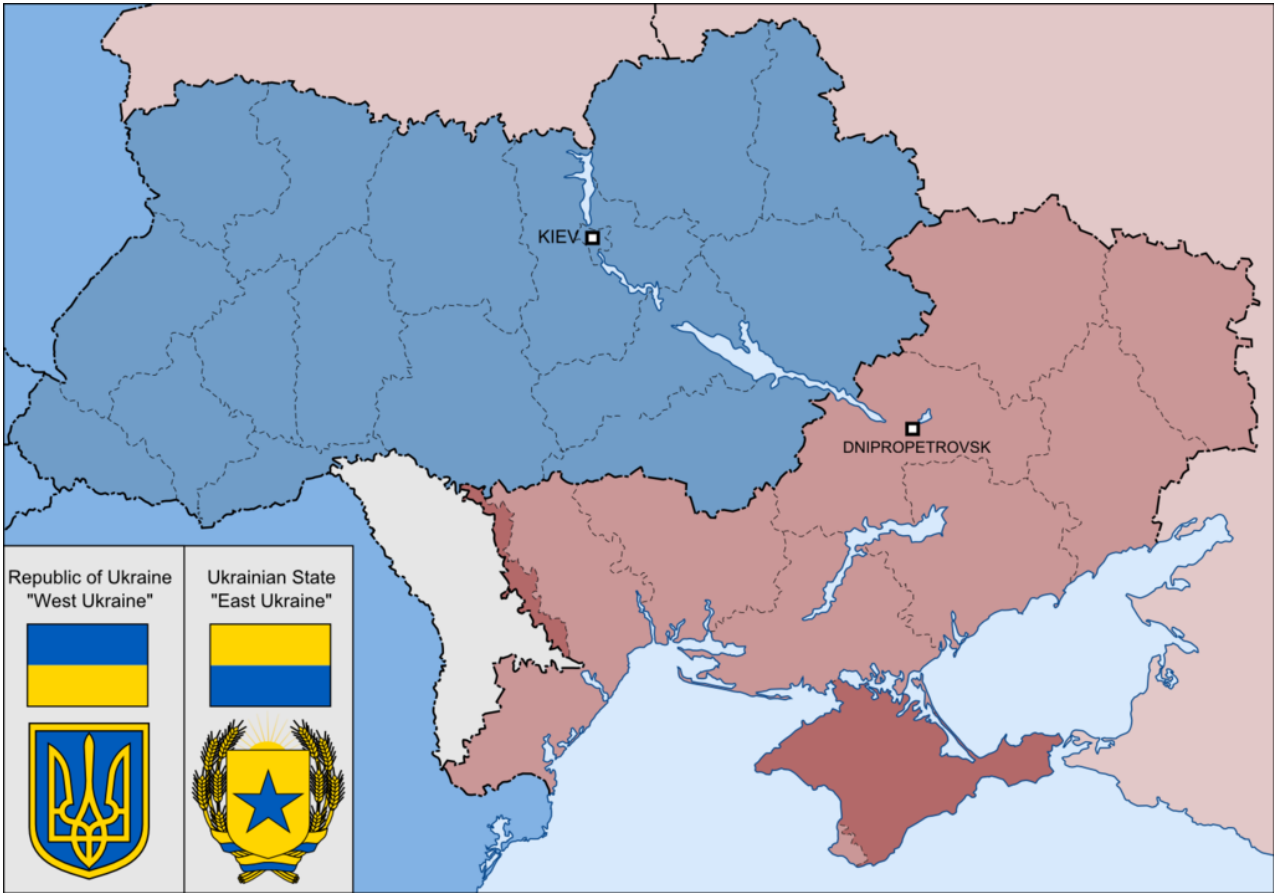 KIEV
DNIPROPETROVSK
Republic of Ukraine
"West Ukraine"
Ukrainian State
"East Ukraine"